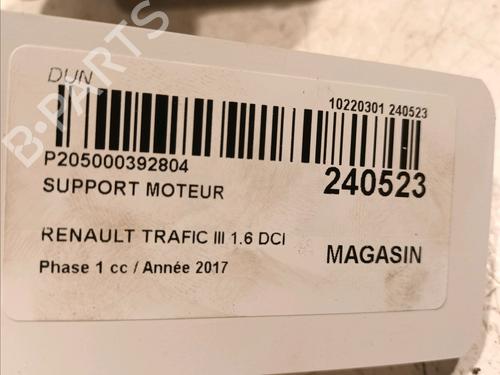 B-PARTS
DUN
10220301 240523
P205000392804
240523
SUPPORT MOTEUR
RENAULT TRAFIC III 1.6 DCI
MAGASIN
Phase 1 cc / Année 2017